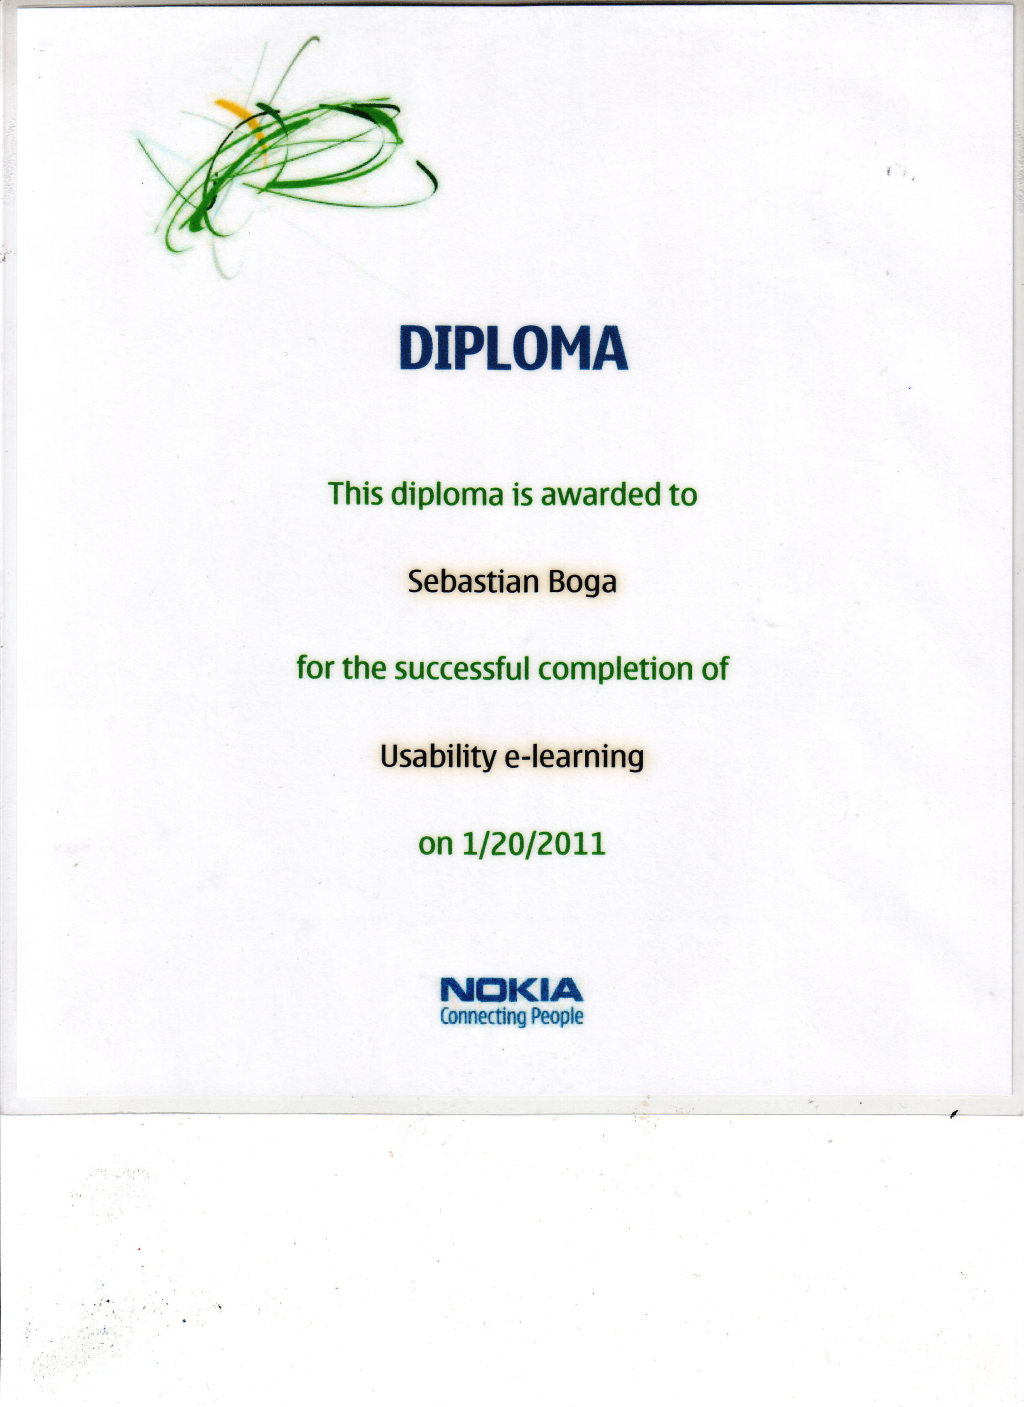 DIPLOMA
This diploma is awarded to
Sebastian Boga
for the successful completion of
Usability e-learning
on 1/20/2011
NOKIA
Connecting People